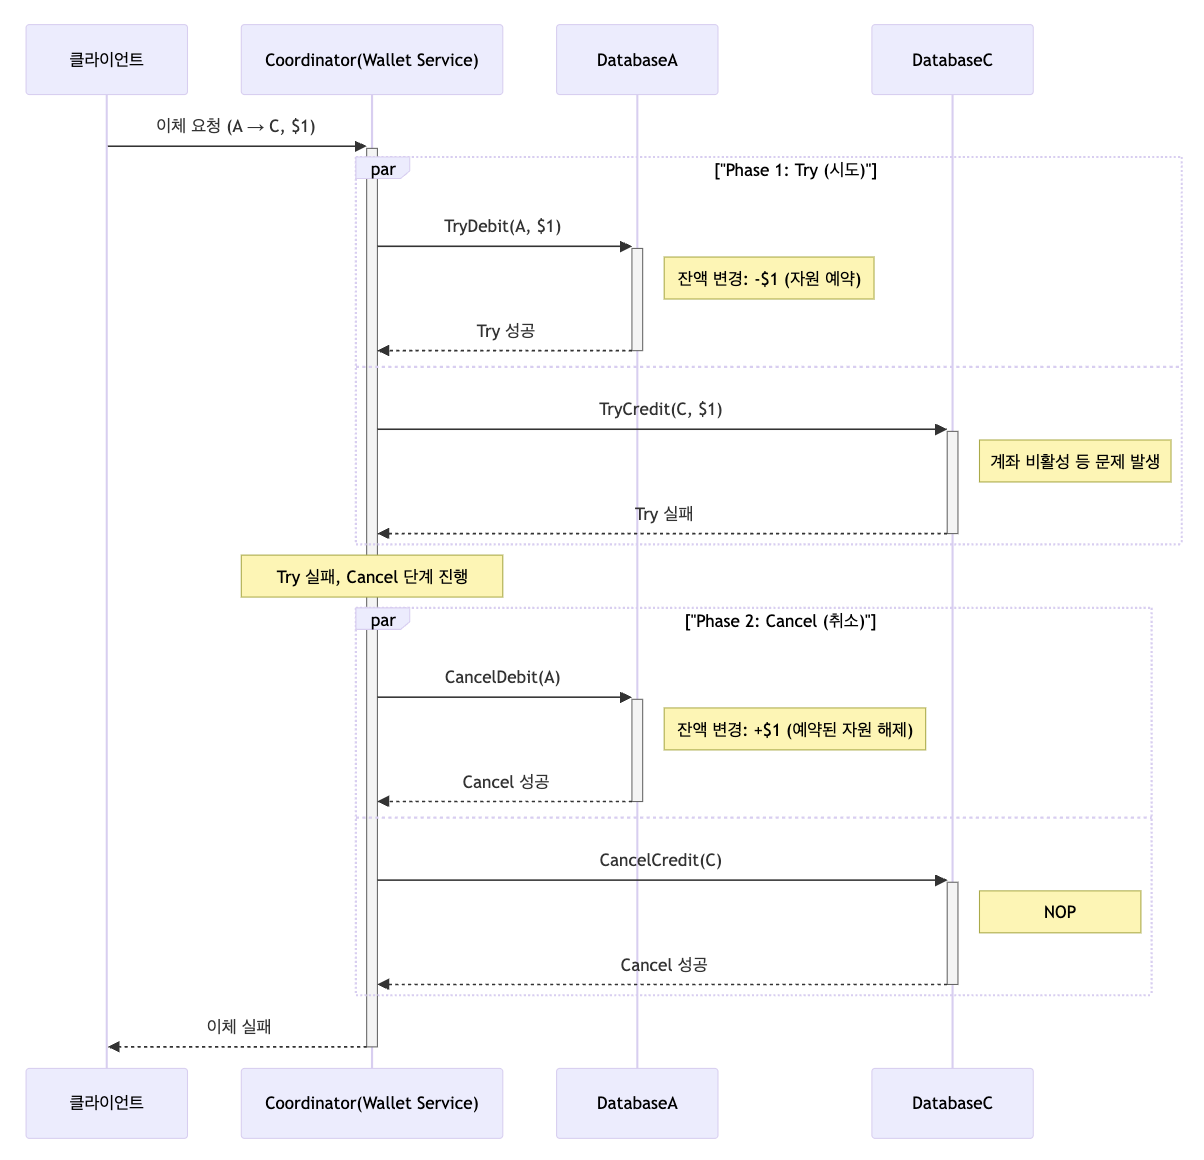 클라이언트
Coordinator(Wallet Service)
DatabaseA
DatabaseC
이체 요청 (A → C, $1)
par
["Phase 1: Try (시도)"]
TryDebit(A, $1)
잔액 변경: -$1 (자원 예약)
Try 성공
TryCredit(C, $1)
계좌 비활성 등 문제 발생
Try 실패
Try 실패, Cancel 단계 진행
par
["Phase 2: Cancel (취소)"]
CancelDebit(A)
잔액 변경: +$1 (예약된 자원 해제)
Cancel 성공
CancelCredit(C)
NOP
Cancel 성공
이체 실패
클라이언트
Coordinator(Wallet Service)
DatabaseA
DatabaseC